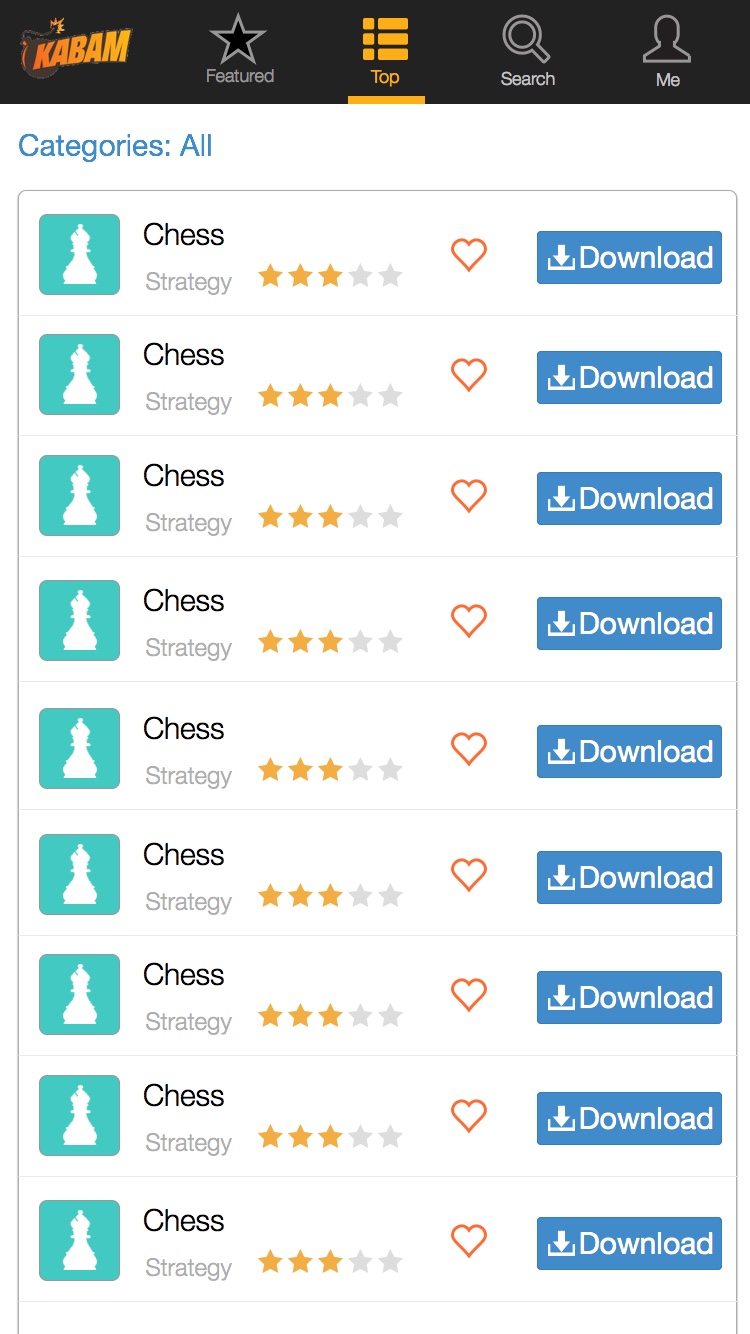 KABAM
Featured
Top
Search
Me
Categories: All
Chess
Strategy
Download
Chess
Strategy
Download
Chess
Strategy
Download
Chess
Strategy
Download
Chess
Strategy
Download
Chess
Strategy
Download
Chess
Strategy
Download
Chess
Strategy
Download
Chess
Strategy
Download